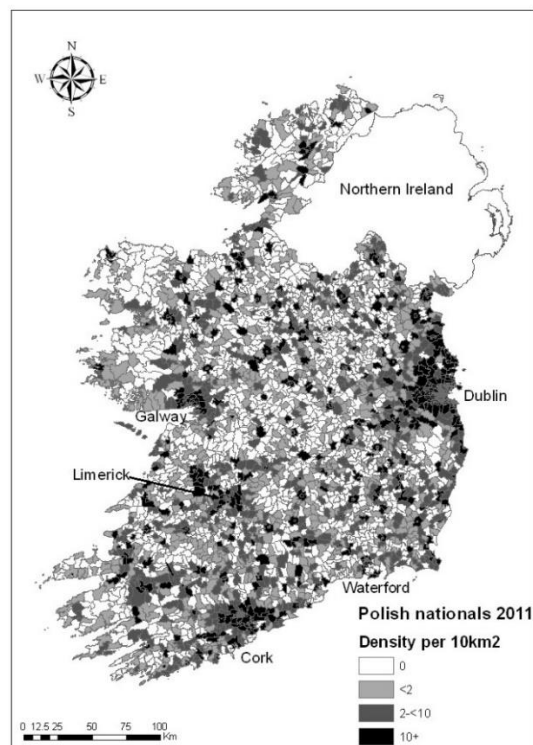 N
W E
S
Northern Ireland
Dublin
Galway
Limerick
Waterford
Cork
Polish nationals 2011
Density per 10km2
0
<2
2-<10
10+
0 12.5 25 50 75 100
Km